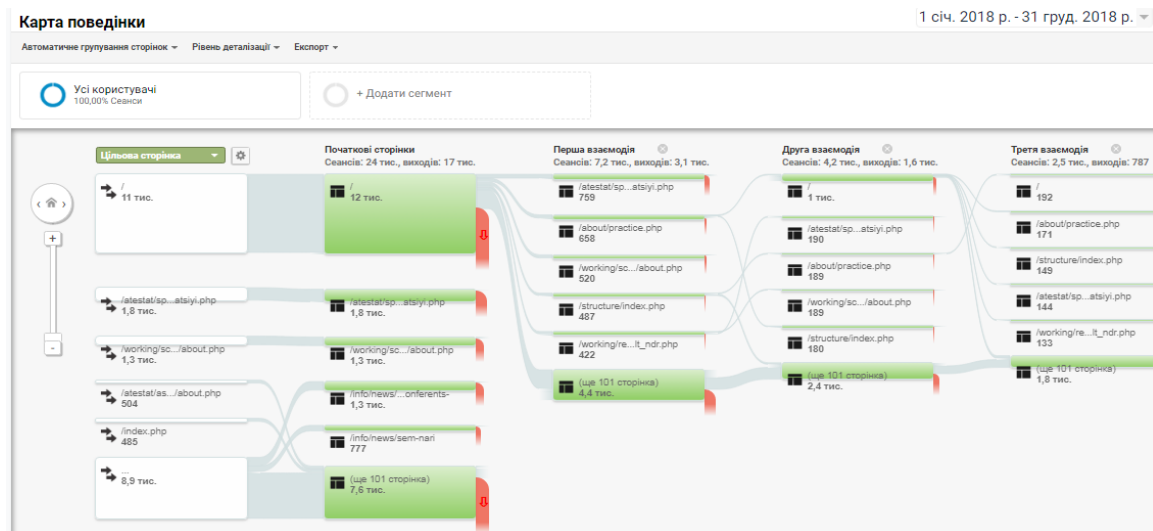 Карта поведінки
1 січ. 2018 р. - 31 груд. 2018 р.
Автоматичне групування сторінок
Рівень деталізації
Експорт
Усі користувачі
100,00% Сеанси
+ Додати сегмент
Цільова сторінка
/
11 тис.
/atestat/sp...atsiyi.php
1,8 тис.
/working/sc.../about.php
1,3 тис.
/atestat/as.../about.php
504
/index.php
485
...
8,9 тис.
Початкові сторінки
Сеансів: 24 тис., виходів: 17 тис.
/
12 тис.
/atestat/sp...atsiyi.php
1,8 тис.
/working/sc.../about.php
1,3 тис.
/info/news/...onferents-
1,3 тис.
/info/news/sem-nari
777
(ще 101 сторінка)
7,6 тис.
Перша взаємодія
Сеансів: 7,2 тис., виходів: 3,1 тис.
/atestat/sp...atsiyi.php
759
/about/practice.php
658
/working/sc.../about.php
520
/structure/index.php
487
/working/re...lt_ndr.php
422
(ще 101 сторінка)
4,4 тис.
Друга взаємодія
Сеансів: 4,2 тис., виходів: 1,6 тис.
/
1 тис.
/atestat/sp...atsiyi.php
190
/about/practice.php
189
/working/sc.../about.php
189
/structure/index.php
180
(ще 101 сторінка)
2,4 тис.
Третя взаємодія
Сеансів: 2,5 тис., виходів: 787
/
192
/about/practice.php
171
/structure/index.php
149
/atestat/sp...atsiyi.php
144
/working/re...lt_ndr.php
133
(ще 101 сторінка)
1,8 тис.